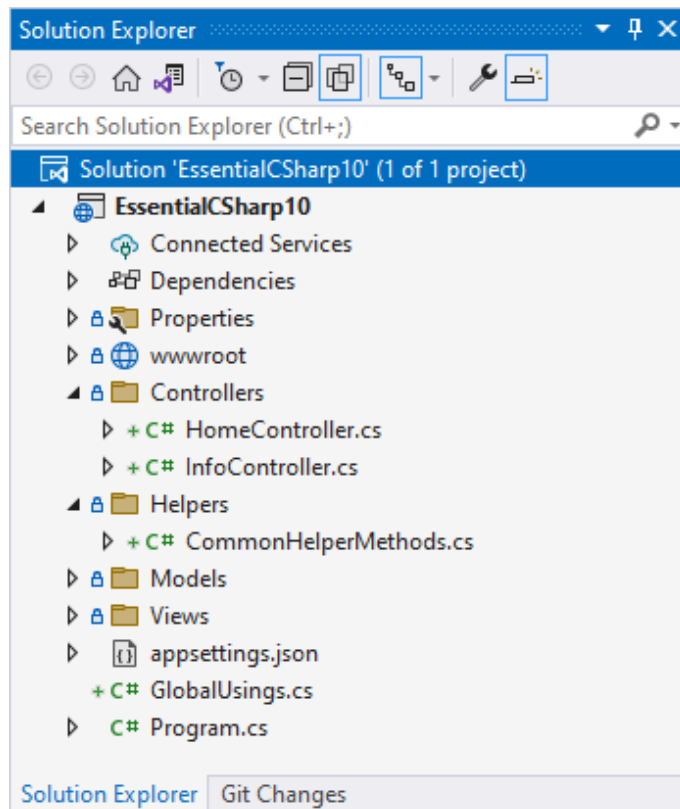 Solution Explorer
Search Solution Explorer (Ctrl+;)
Solution 'EssentialCSharp10' (1 of 1 project)
EssentialCSharp10
Connected Services
Dependencies
Properties
wwwroot
Controllers
+ C# HomeController.cs
+ C# InfoController.cs
Helpers
+ C# CommonHelperMethods.cs
Models
Views
appsettings.json
+ C# GlobalUsings.cs
C# Program.cs
Solution Explorer Git Changes